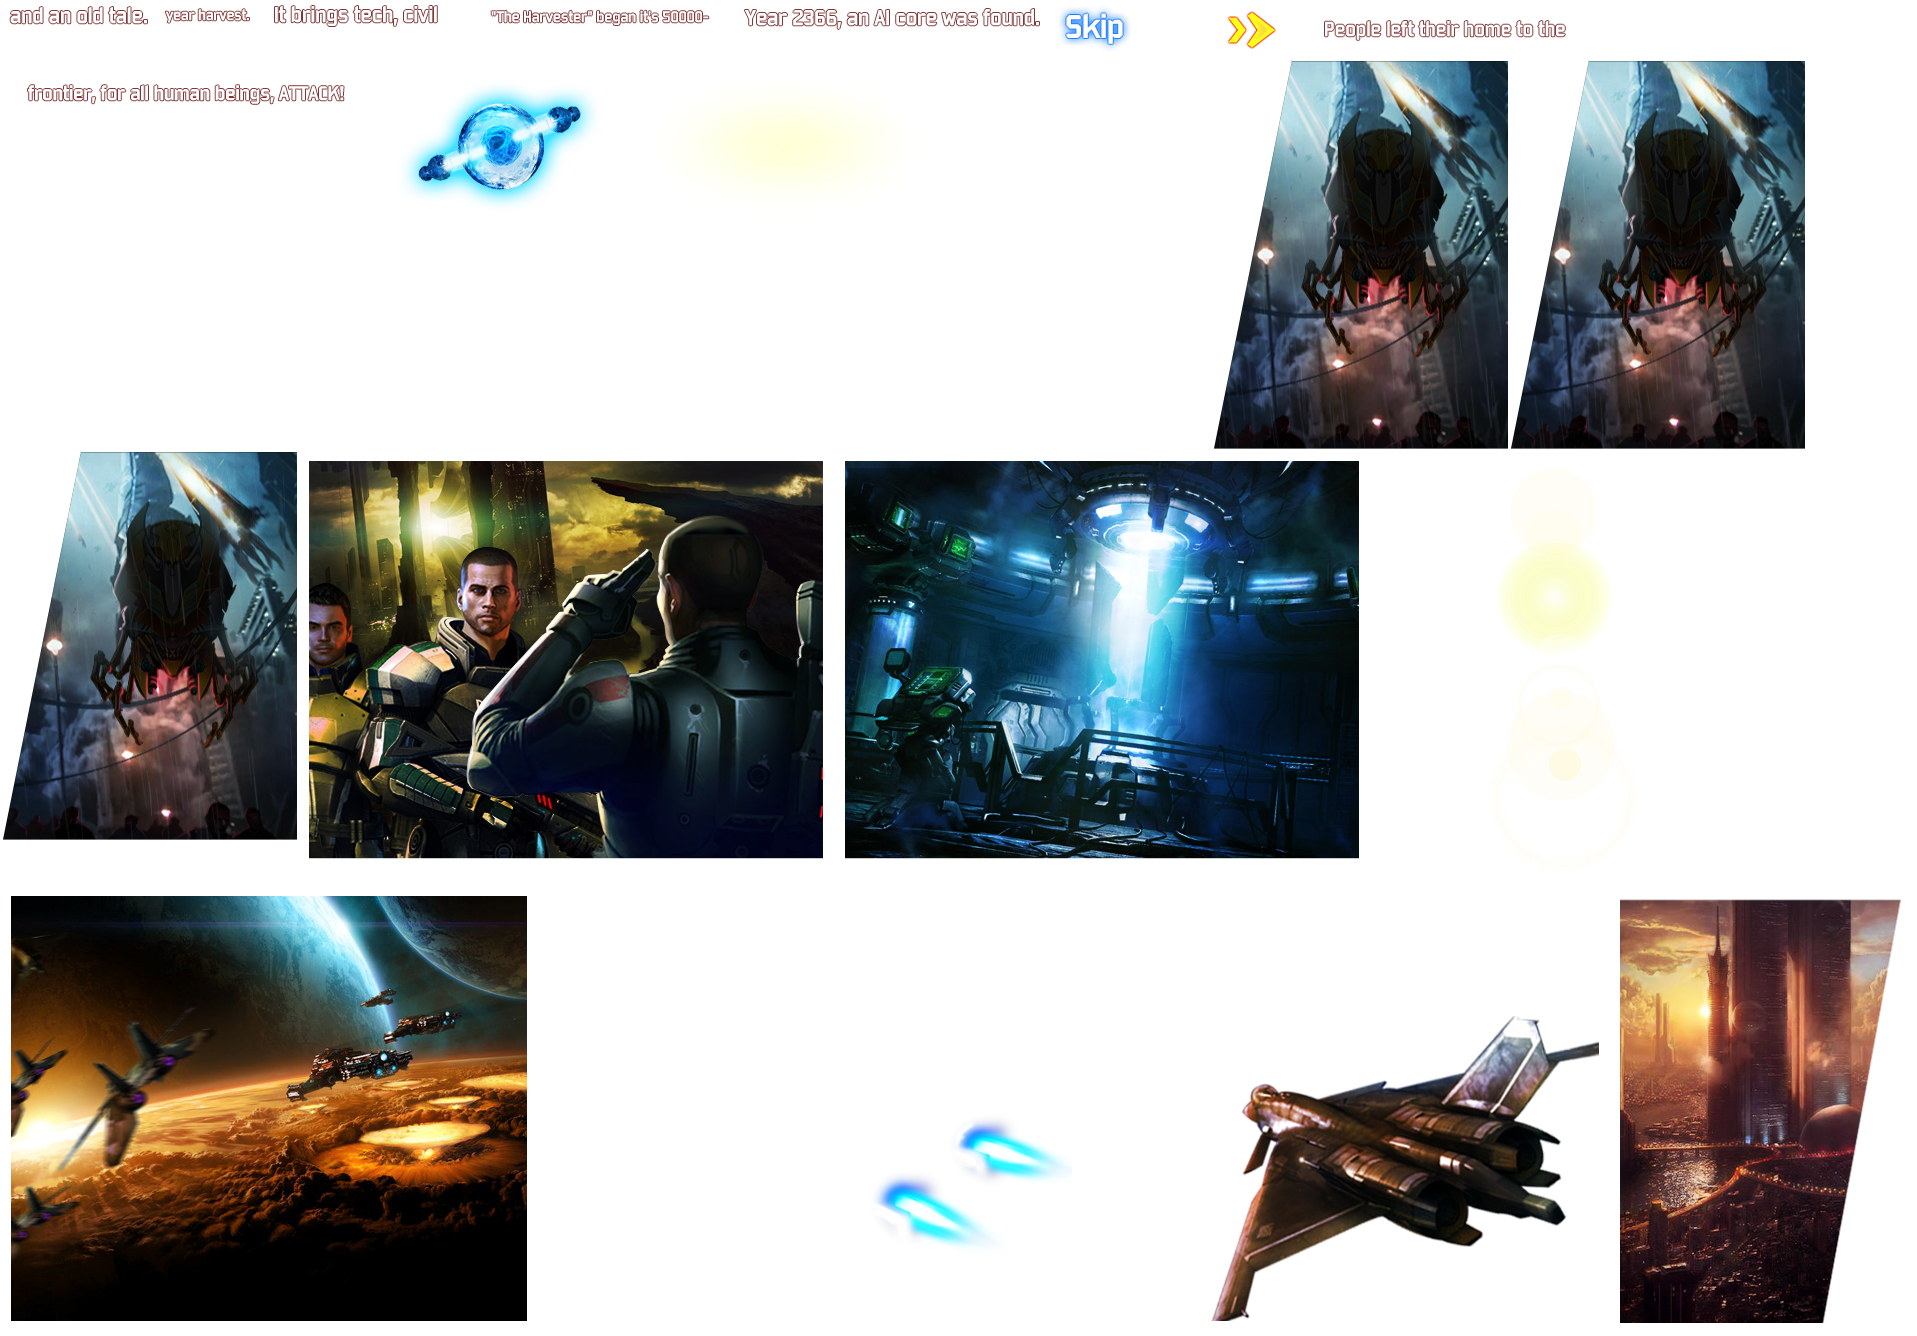 and an old tale.
year harvest.
It brings tech, civil
"The Harvester" began it's 50000-
Year 2366, an AI core was found.
Skip
People left their home to the
frontier, for all human beings, ATTACK!